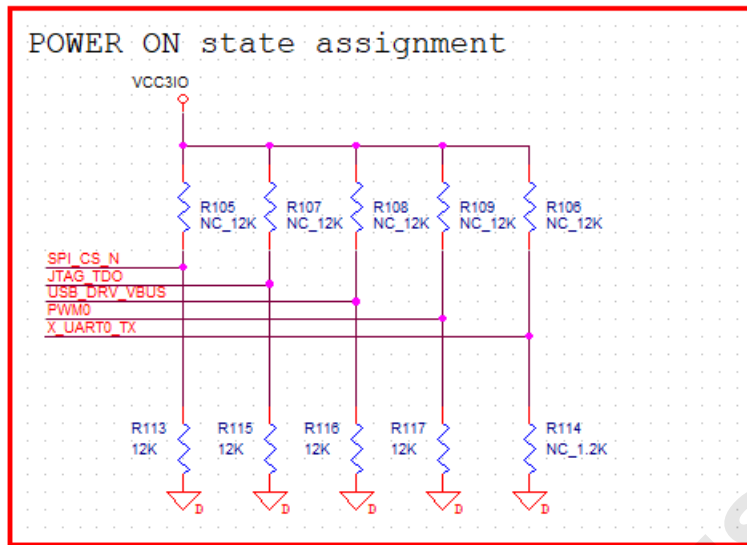 POWER ON state assignment
VCC3IO
R105 R107 R108 R109 R106
NC_12K NC_12K NC_12K NC_12K NC_12K
SPI_CS_N
JTAG_TDO
USB_DRV_VBUS
PWM0
X_UART0_TX
R113 R115 R116 R117 R114
12K 12K 12K 12K NC_1.2K
D D D D D